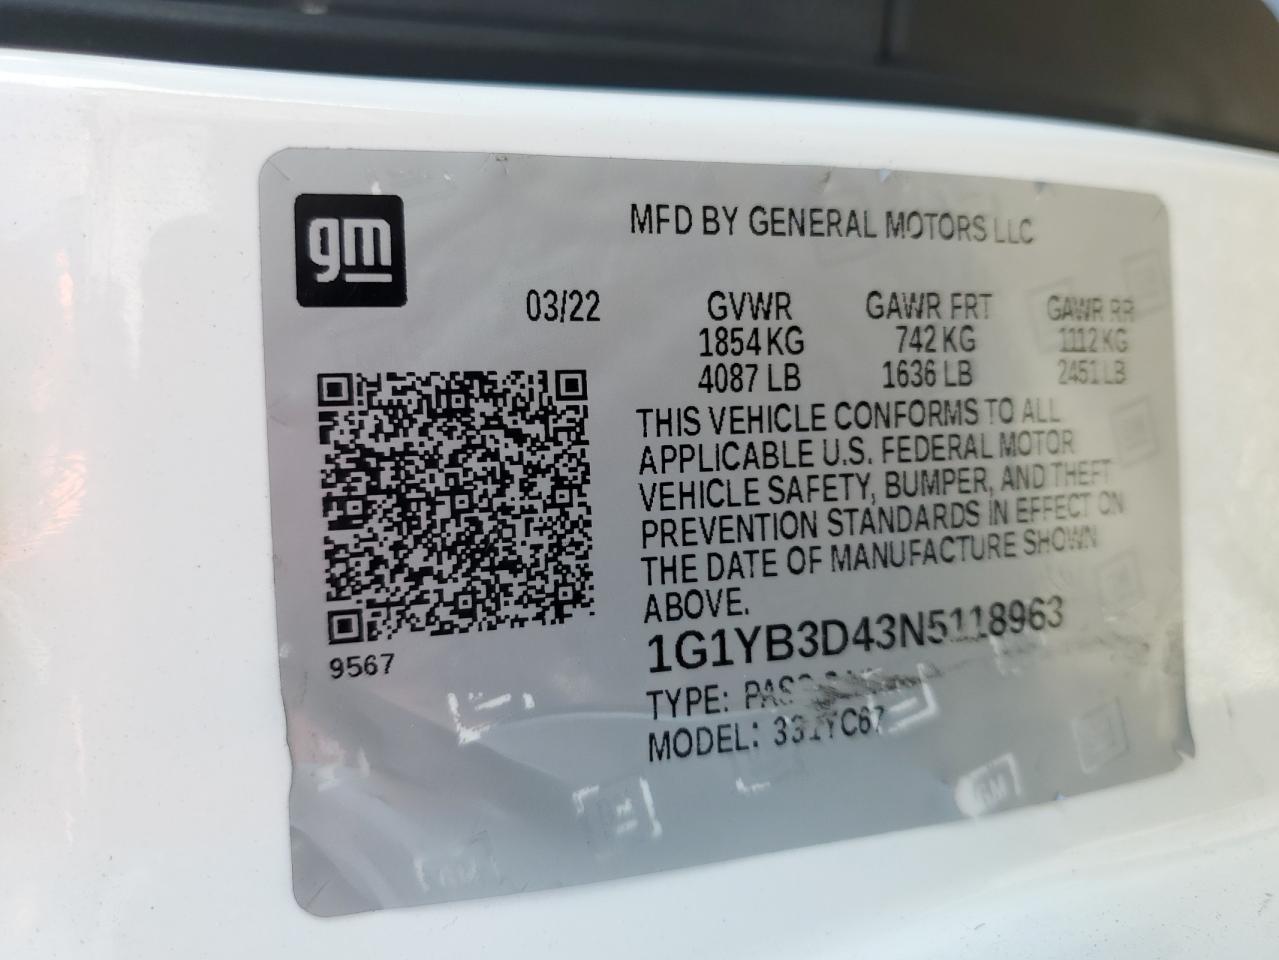 gm
MFD BY GENERAL MOTORS LLC
03/22
GVWR GAWR FRT GAWR RR
1854 KG 742 KG 1112 KG
4087 LB 1636 LB 2451 LB
THIS VEHICLE CONFORMS TO ALL
APPLICABLE U.S. FEDERAL MOTOR
VEHICLE SAFETY, BUMPER, AND THEFT
PREVENTION STANDARDS IN EFFECT ON
THE DATE OF MANUFACTURE SHOWN
ABOVE.
9567
1G1YB3D43N5118963
TYPE:
MODEL:
GM